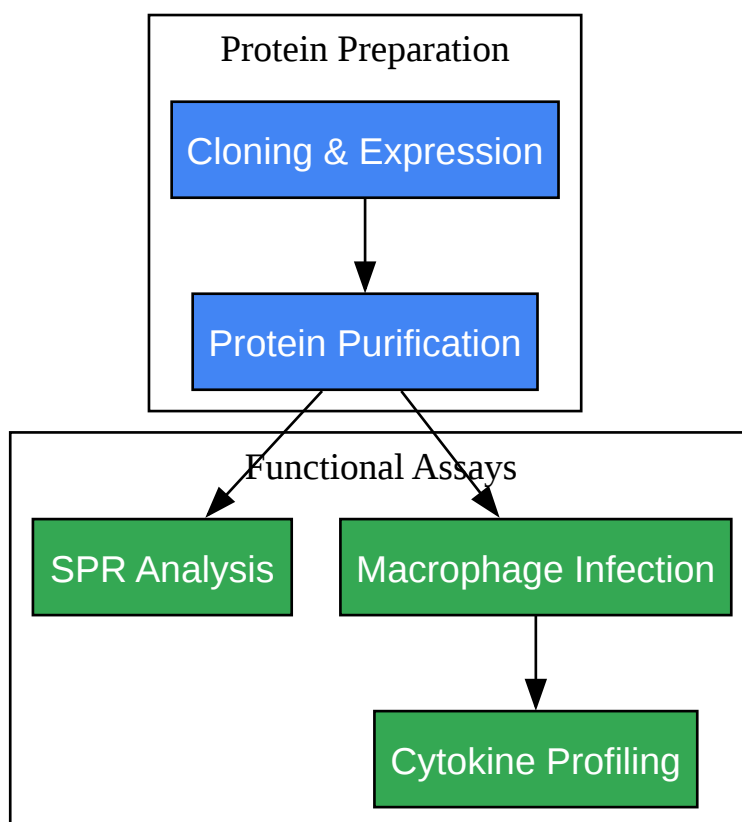 Protein Preparation
Cloning & Expression
Protein Purification
Functional Assays
SPR Analysis
Macrophage Infection
Cytokine Profiling